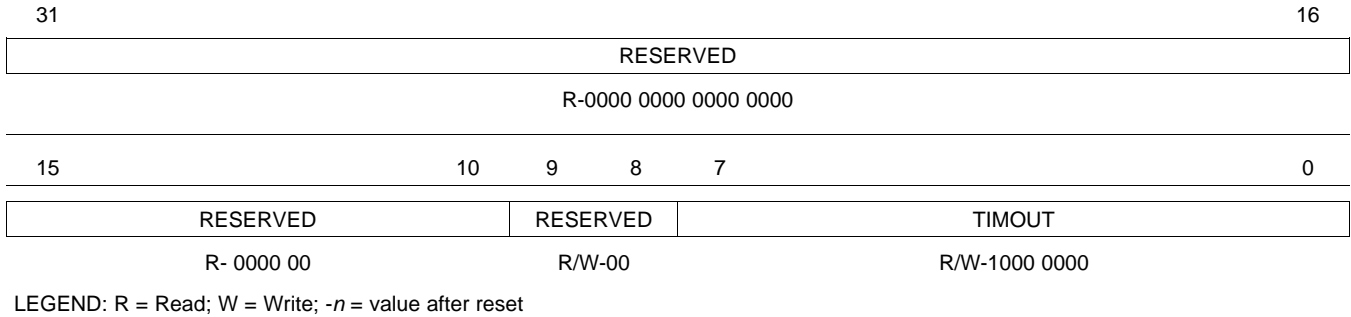 31 16
RESERVED
R-0000 0000 0000 0000
15 10 9 8 7 0
RESERVED RESERVED TIMOUT
R- 0000 00 R/W-00 R/W-1000 0000
LEGEND: R = Read; W = Write; -n = value after reset